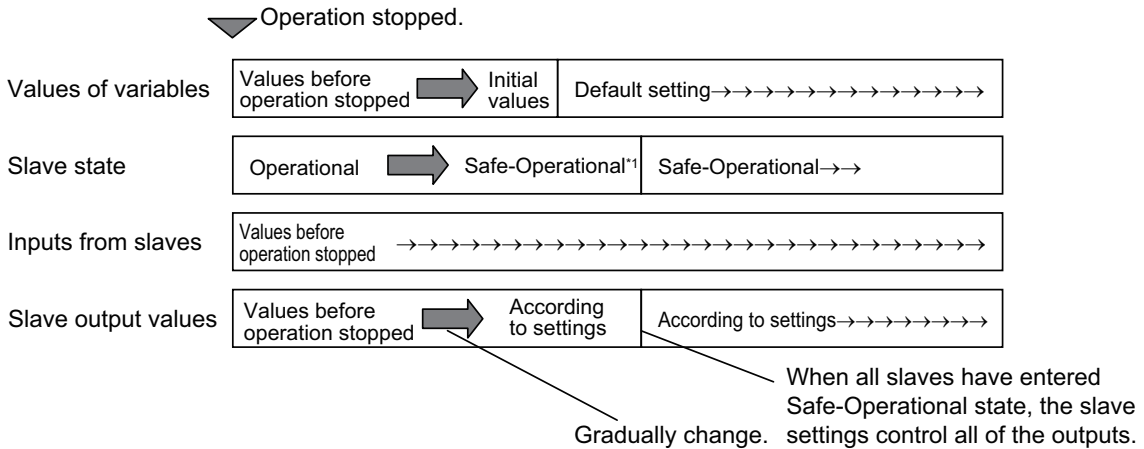 Operation stopped.
Values of variables
Values before
operation stopped
Initial
values
Default setting→→→→→→→→→→→→→
Slave state
Operational
Safe-Operational*1
Safe-Operational→→
Inputs from slaves
Values before
operation stopped
→→→→→→→→→→→→→→→→→→→→→→→→→→→→
Slave output values
Values before
operation stopped
According
to settings
According to settings→→→→→→→
When all slaves have entered
Safe-Operational state, the slave
settings control all of the outputs.
Gradually change.